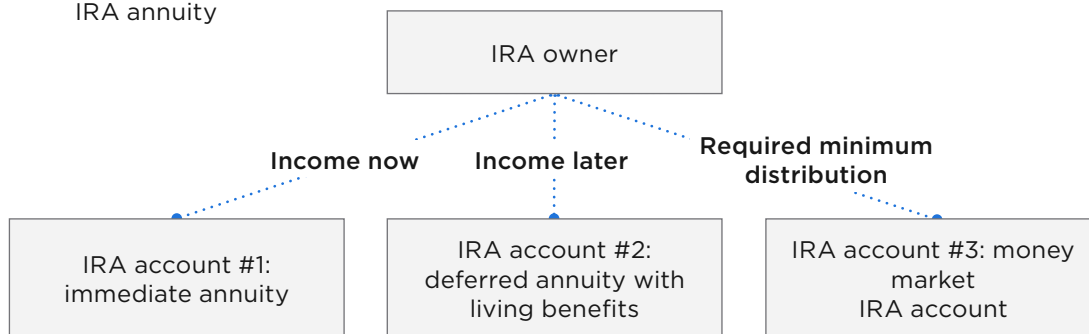 IRA annuity
IRA owner
Income now
Income later
Required minimum
distribution
IRA account #1:
immediate annuity
IRA account #2:
deferred annuity with
living benefits
IRA account #3: money
market
IRA account